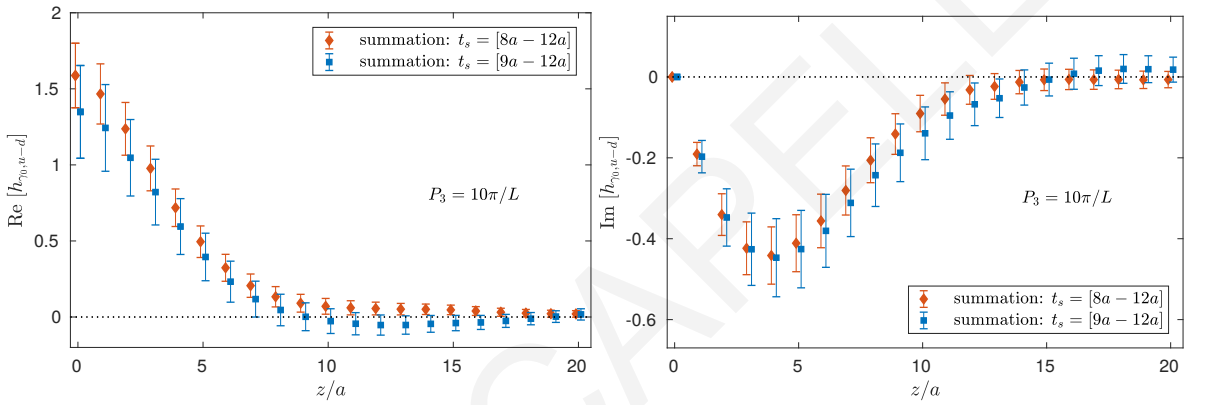 2
1.5
1
0.5
0
Re [h_{γ_0,u−d}]
summation: t_s = [8a − 12a]
summation: t_s = [9a − 12a]
P_3 = 10π/L
0 5 10 15 20
z/a
0
-0.2
-0.4
-0.6
Im [h_{γ_0,u−d}]
P_3 = 10π/L
summation: t_s = [8a − 12a]
summation: t_s = [9a − 12a]
0 5 10 15 20
z/a